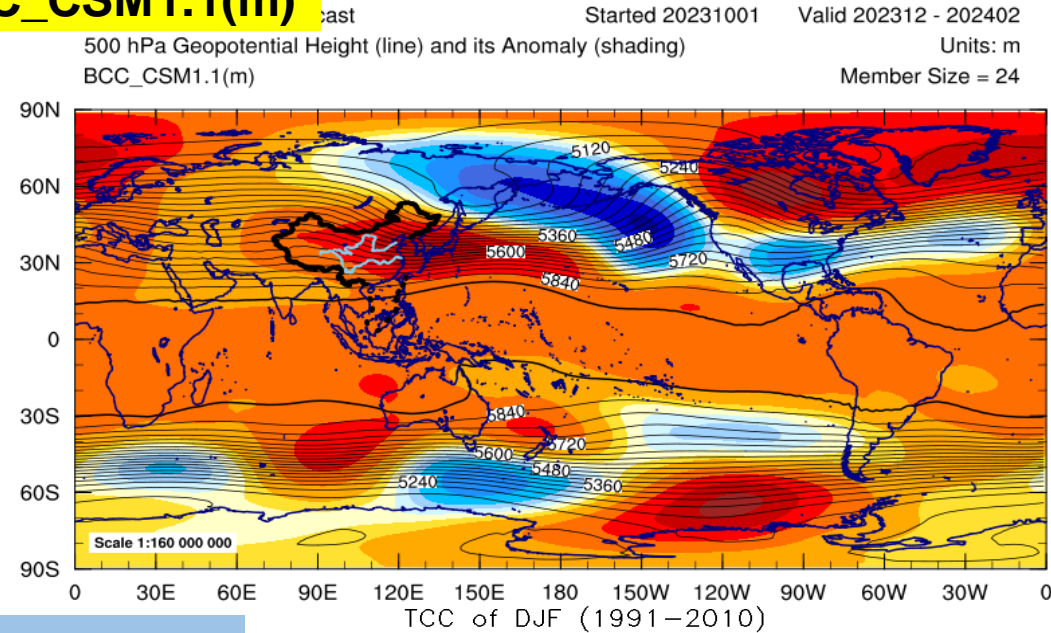 C_CSM1.1(m)
cast Started 20231001 Valid 202312 - 202402
500 hPa Geopotential Height (line) and its Anomaly (shading) Units: m
BCC_CSM1.1(m) Member Size = 24
90N
5120
5240
60N
5360
5480
5600
5720
30N
5840
0
30S
5840
5720
5600
5480
5240
5360
60S
Scale 1:160 000 000
90S
0 30E 60E 90E 120E 150E 180 150W 120W 90W 60W 30W 0
TCC of DJF (1991-2010)